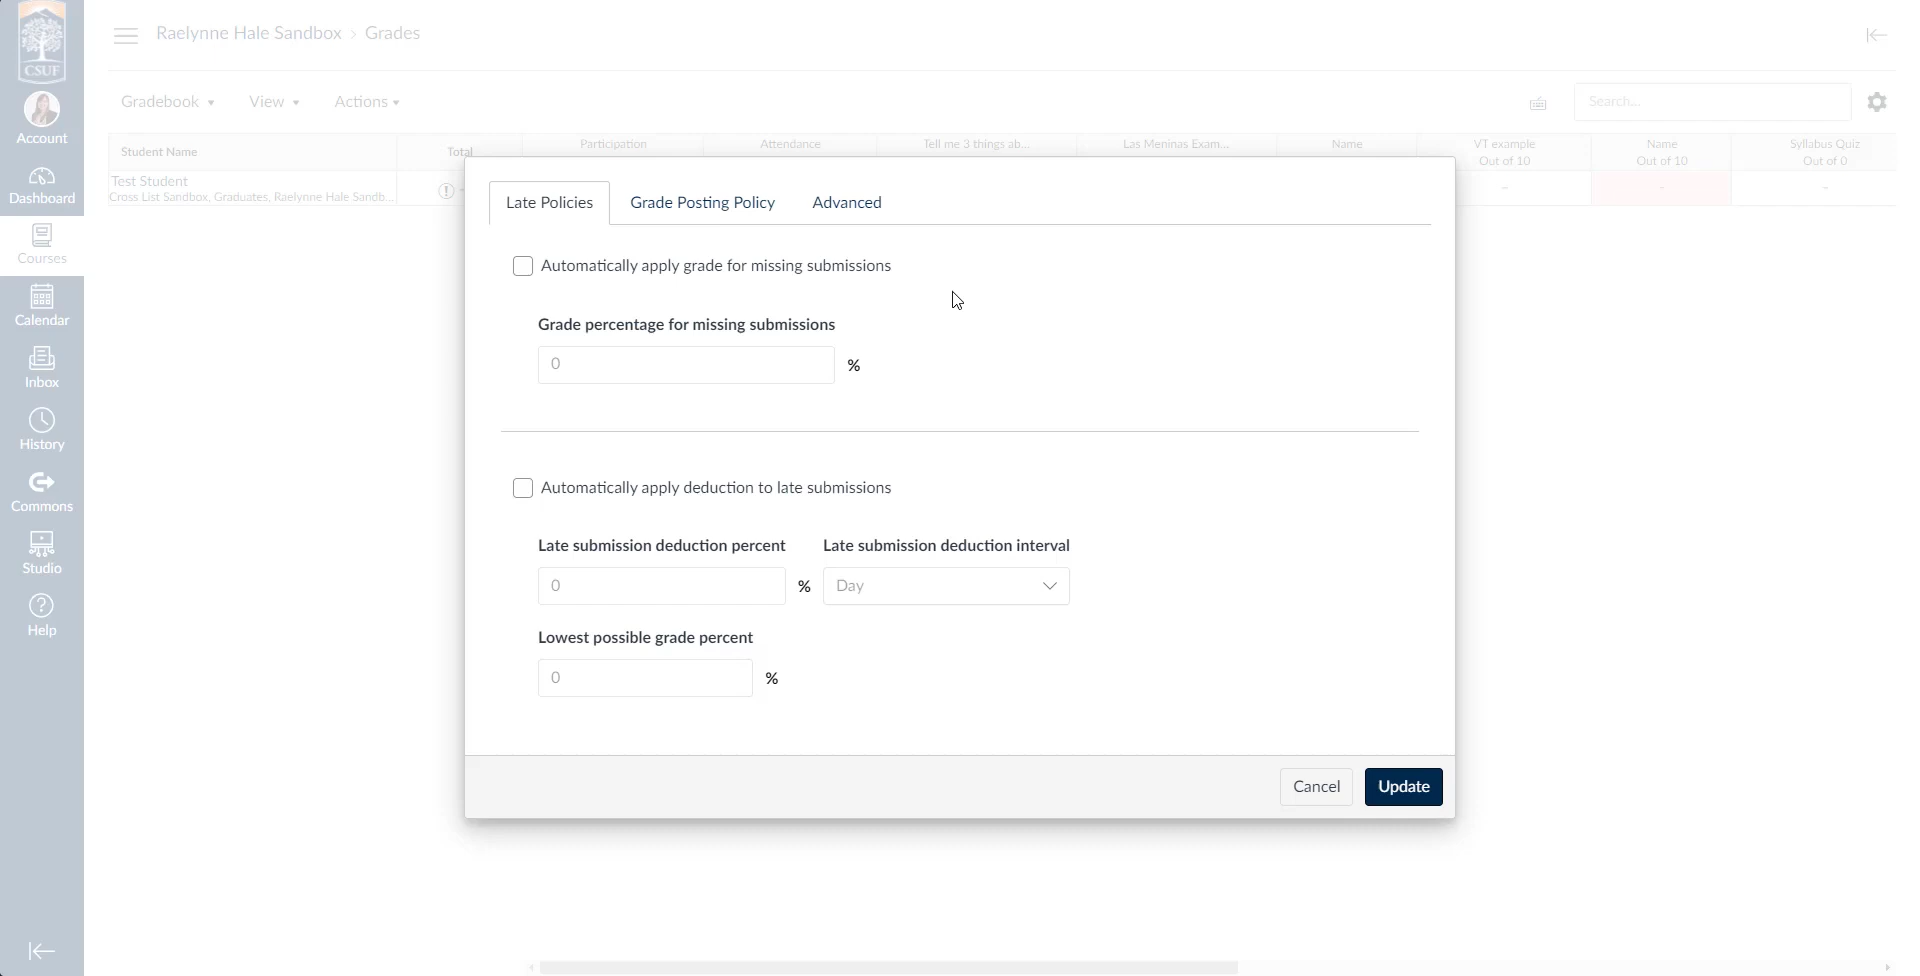 CSUF
Account
Dashboard
Courses
Calendar
Inbox
History
Commons
Studio
Help
Raelynne Hale Sandbox > Grades
Gradebook View Actions
Search...
Student Name
Total
Participation
Attendance
Tell me 3 things ab...
Las Meninas Exam...
Name
VT example
Out of 10
Name
Out of 10
Syllabus Quiz
Out of 0
Test Student
Cross List Sandbox, Graduates, Raelynne Hale Sandb...
- - -
Late Policies Grade Posting Policy Advanced
Automatically apply grade for missing submissions
Grade percentage for missing submissions
0 %
Automatically apply deduction to late submissions
Late submission deduction percent Late submission deduction interval
0 % Day
Lowest possible grade percent
0 %
Cancel Update